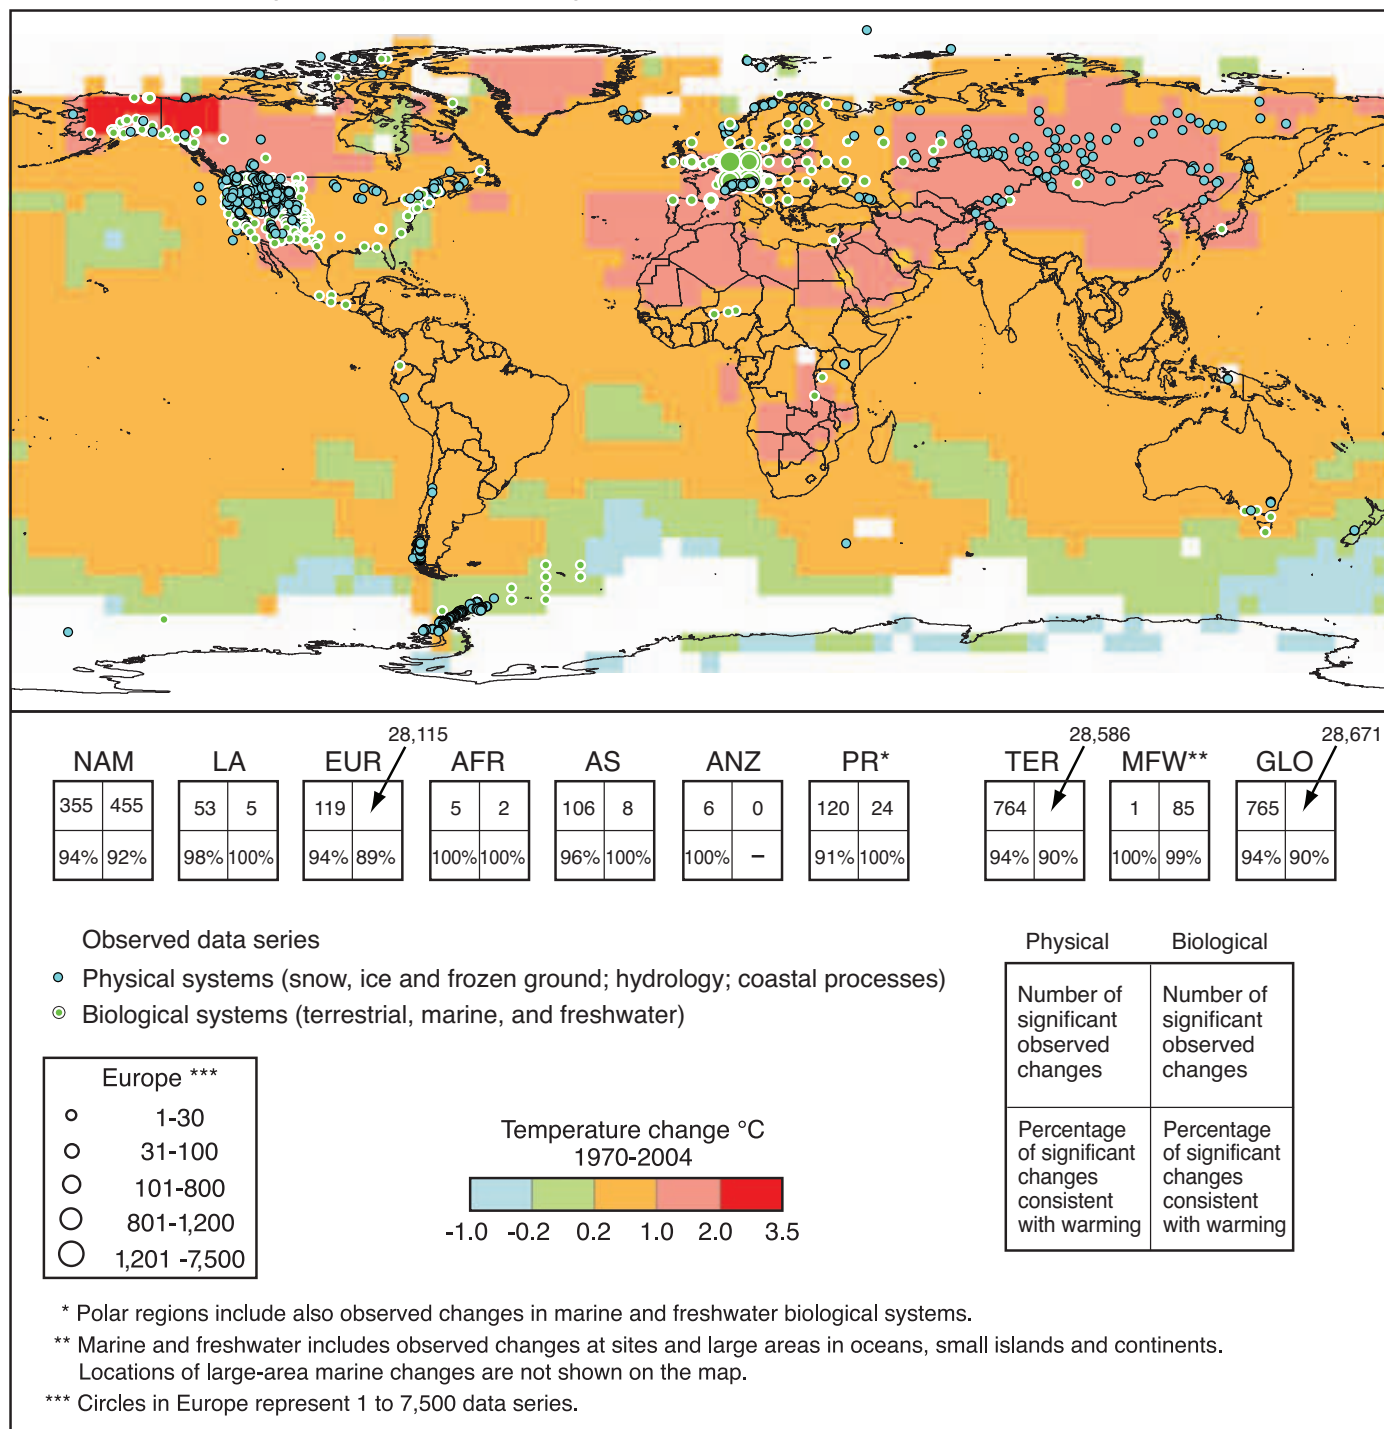 28,115
28,586
28,671
NAM LA EUR AFR AS ANZ PR* TER MFW** GLO
355 455 53 5 119 5 2 106 8 6 0 120 24 764 1 85 765
94% 92% 98% 100% 94% 89% 100% 100% 96% 100% 100% – 91% 100% 94% 90% 100% 99% 94% 90%
Observed data series
Physical systems (snow, ice and frozen ground; hydrology; coastal processes)
Biological systems (terrestrial, marine, and freshwater)
Physical Biological
Number of significant observed changes
Number of significant observed changes
Percentage of significant changes consistent with warming
Percentage of significant changes consistent with warming
Europe ***
1-30
31-100
101-800
801-1,200
1,201 -7,500
Temperature change °C
1970-2004
-1.0 -0.2 0.2 1.0 2.0 3.5
* Polar regions include also observed changes in marine and freshwater biological systems.
** Marine and freshwater includes observed changes at sites and large areas in oceans, small islands and continents.
Locations of large-area marine changes are not shown on the map.
*** Circles in Europe represent 1 to 7,500 data series.